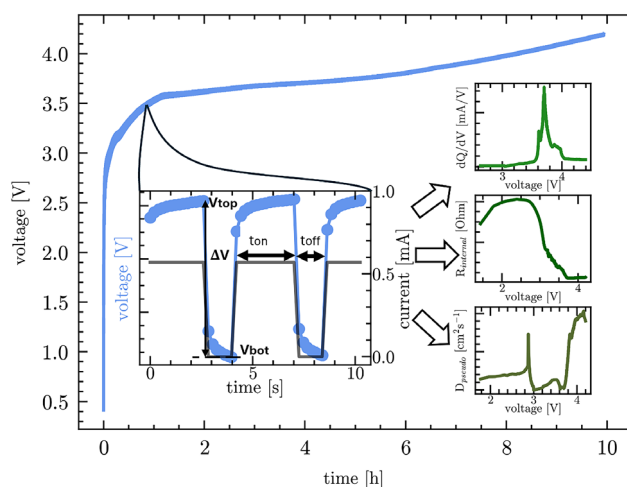 voltage [V]
4.0
3.5
3.0
2.5
2.0
1.5
1.0
0.5
0
2
4
6
8
10
time [h]
voltage [V]
Vtop
ΔV
ton
toff
Vbot
0
5
10
time [s]
1.0
0.5
0.0
current [mA]
dQ/dV [mA/V]
3
4
voltage [V]
R internal [Ohm]
2
4
voltage [V]
D pseudo [cm²s⁻¹]
2
3
4
voltage [V]